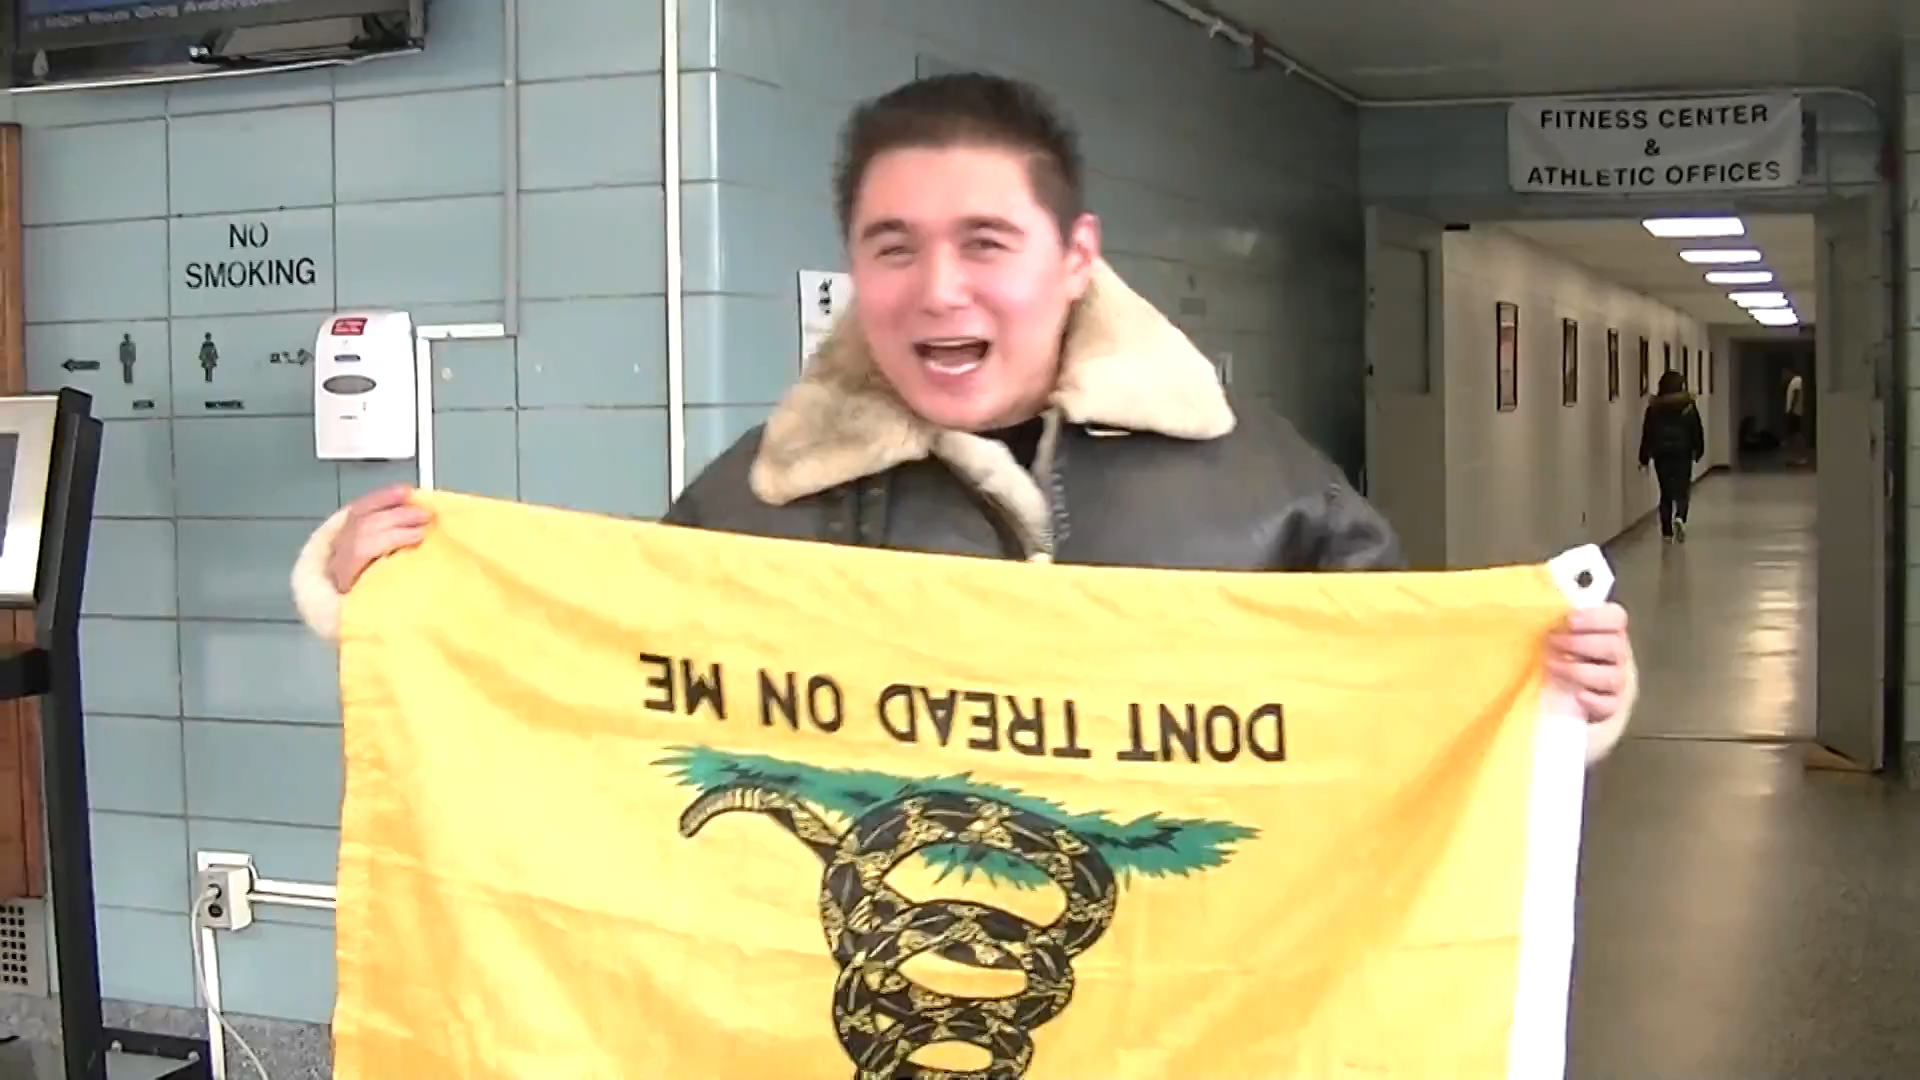 NO
SMOKING
FITNESS CENTER
&
ATHLETIC OFFICES
DONT TREAD ON ME